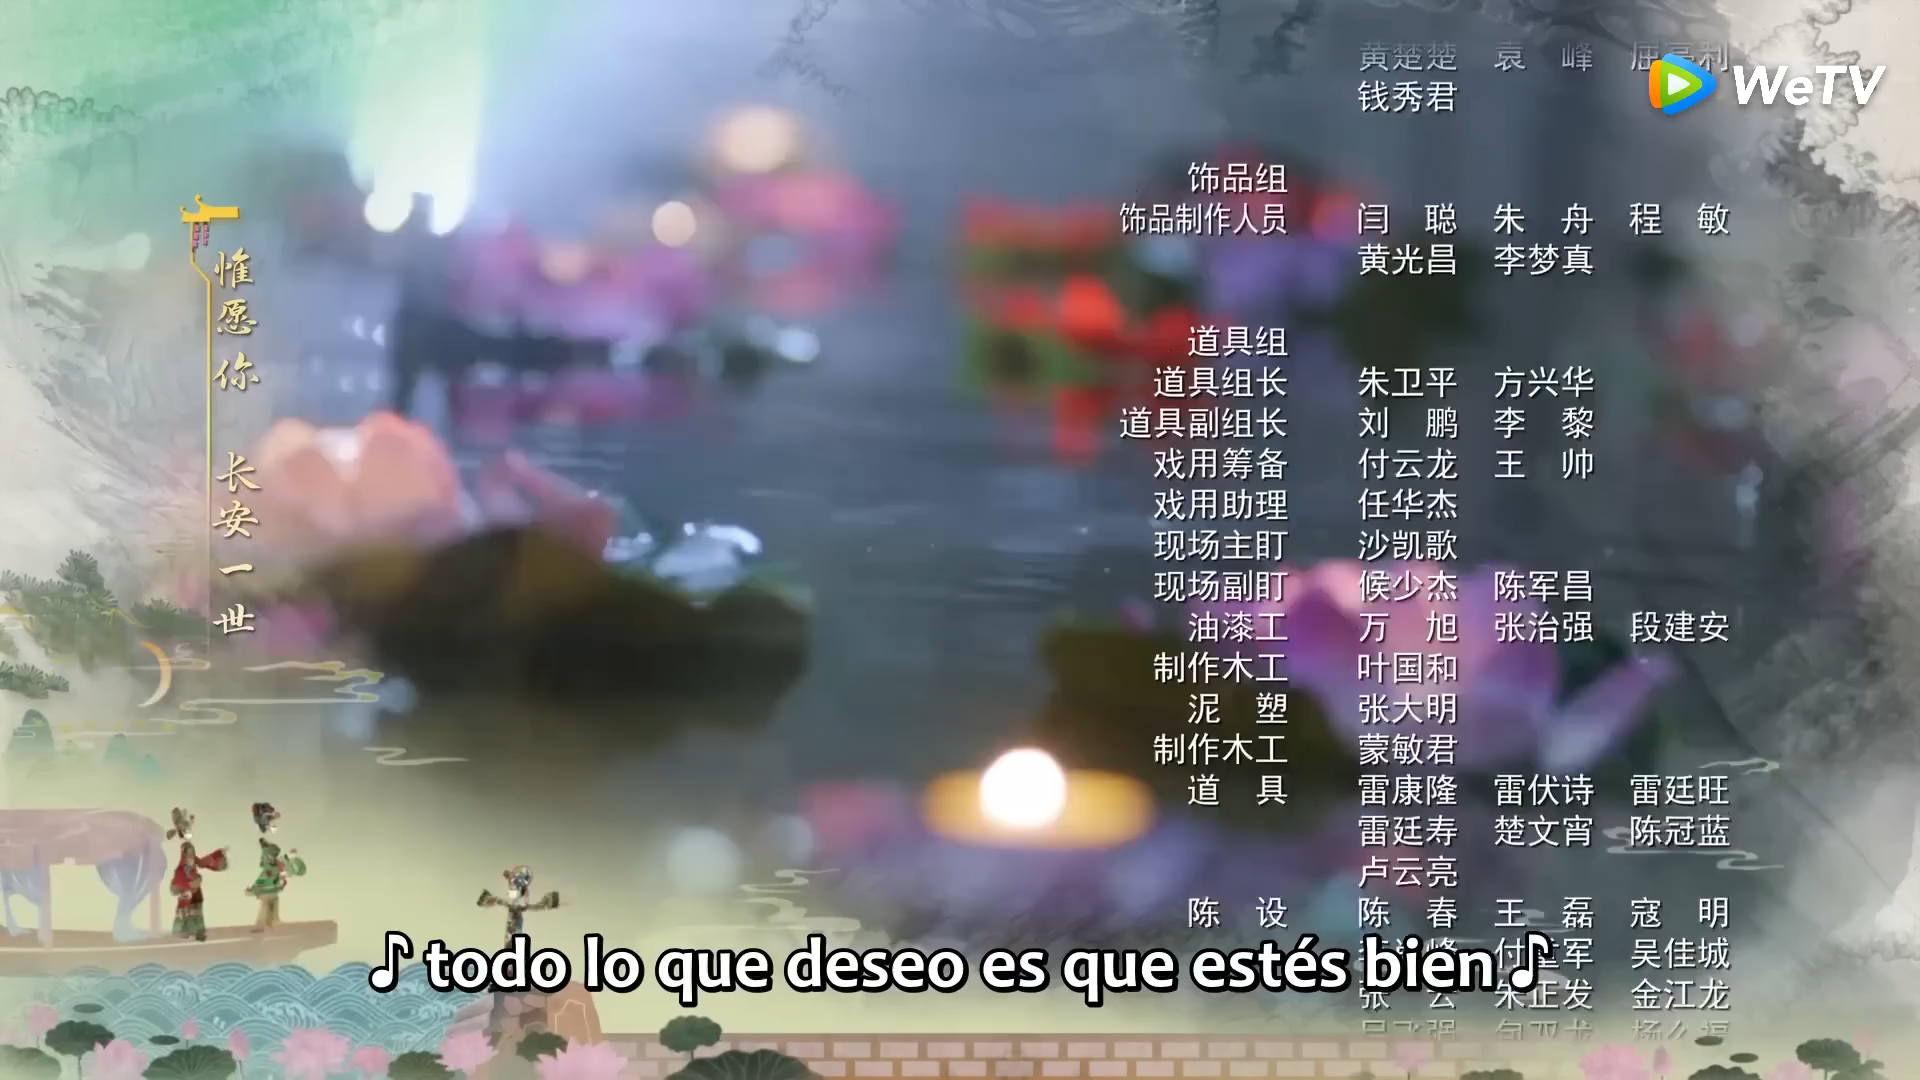 黄楚楚 袁 峰
WeTV
钱秀君
饰品组
饰品制作人员 闫 聪 朱 舟 程 敏
黄光昌 李梦真
道具组
道具组长 朱卫平 方兴华
道具副组长 刘 鹏 李 黎
戏用筹备 付云龙 王 帅
戏用助理 任华杰
现场主盯 沙凯歌
现场副盯 候少杰 陈军昌
油漆工 万 旭 张治强 段建安
制作木工 叶国和
泥 塑 张大明
制作木工 蒙敏君
道 具 雷康隆 雷伏诗 雷廷旺
雷廷寿 楚文宵 陈冠蓝
卢云亮
陈 设 陈 春 王 磊 寇 明
吴佳城
朱正发 金江龙
惟愿你 长安一世
♪ todo lo que deseo es que estés bien ♪